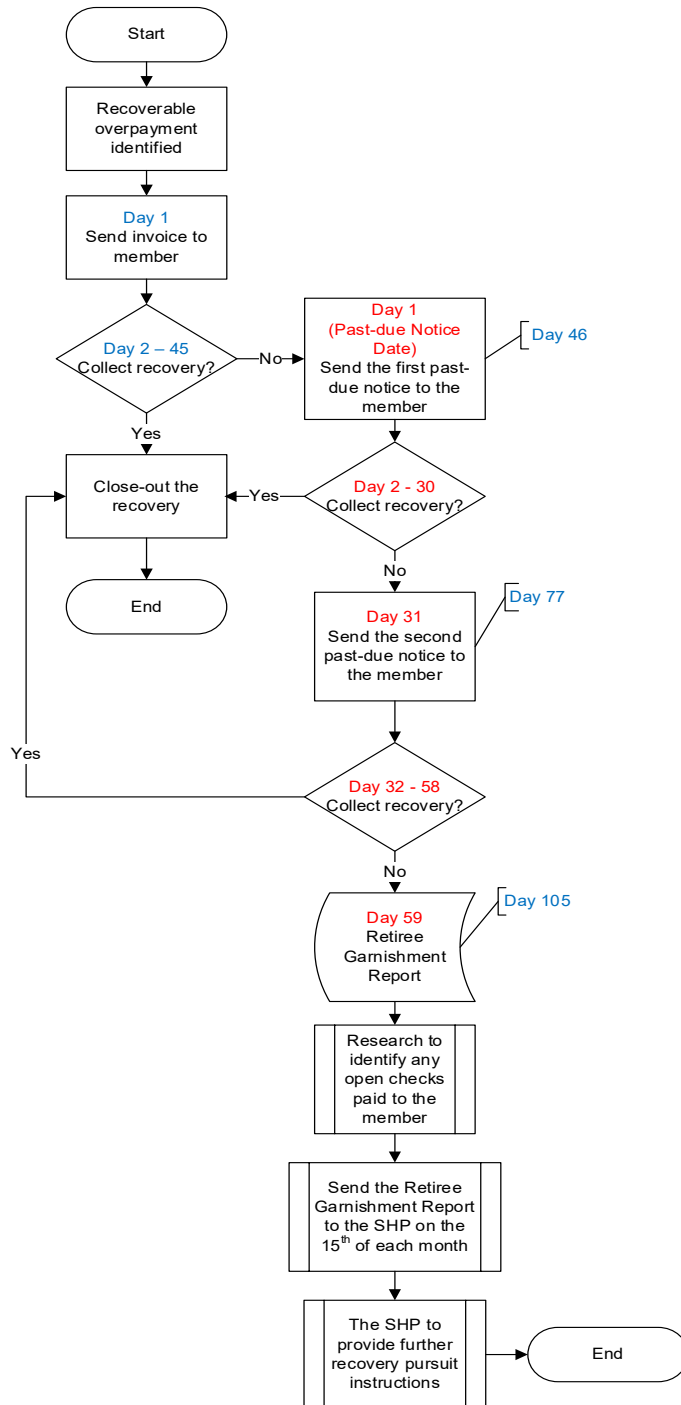 Start
Recoverable
overpayment
identified
Day 1
Send invoice to
member
Day 2 – 45
Collect recovery?
No
Day 1
(Past-due Notice
Date)
Send the first past-
due notice to the
member
Day 46
Yes
Close-out the
recovery
Yes
Day 2 - 30
Collect recovery?
No
End
Day 31
Send the second
past-due notice to
the member
Day 77
Yes
Day 32 - 58
Collect recovery?
No
Day 59
Retiree
Garnishment
Report
Day 105
Research to
identify any
open checks
paid to the
member
Send the Retiree
Garnishment Report
to the SHP on the
15th of each month
The SHP to
provide further
recovery pursuit
instructions
End